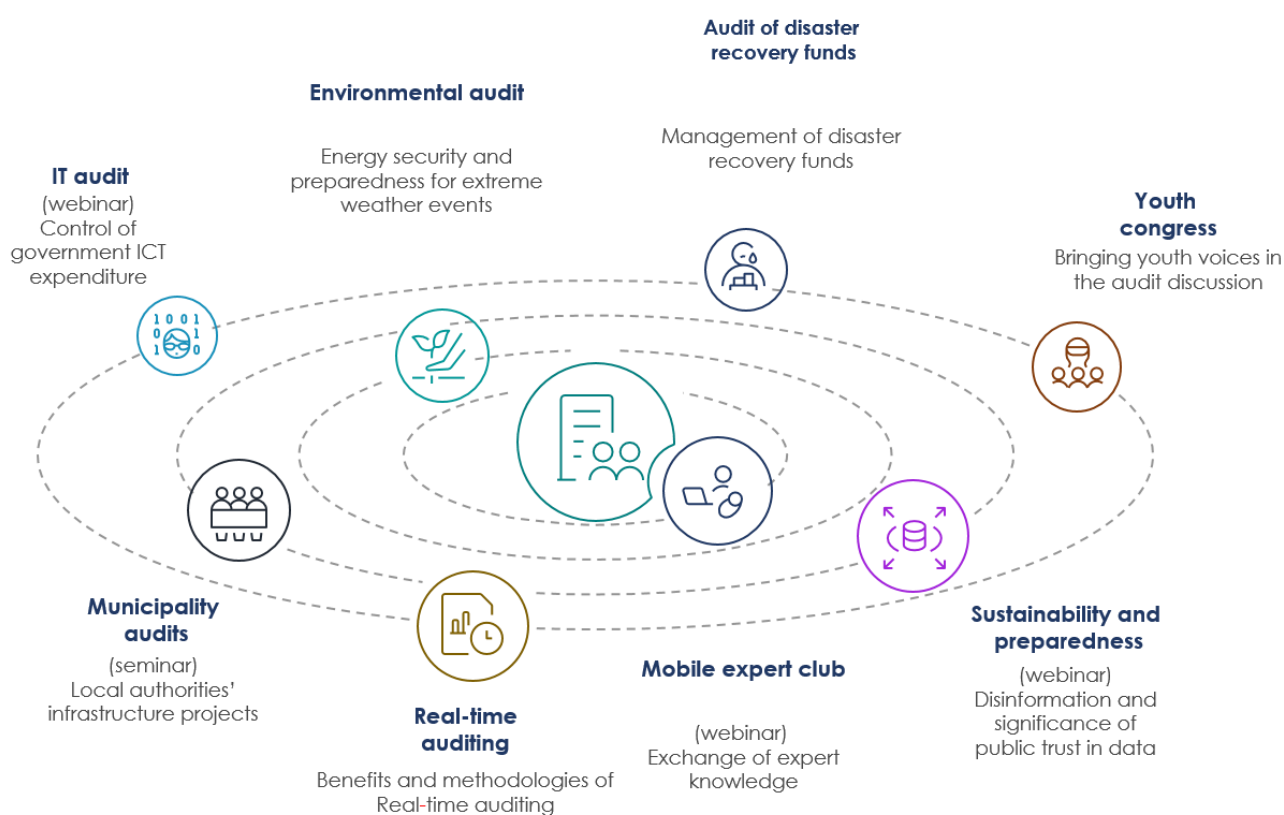 Audit of disaster
recovery funds
Management of disaster
recovery funds
Environmental audit
Energy security and
preparedness for extreme
weather events
IT audit
(webinar)
Control of
government ICT
expenditure
Youth
congress
Bringing youth voices in
the audit discussion
1 0 0 1
0 1
1 0
Municipality
audits
(seminar)
Local authorities'
infrastructure projects
Real-time
auditing
Benefits and methodologies of
Real-time auditing
Mobile expert club
(webinar)
Exchange of expert
knowledge
Sustainability and
preparedness
(webinar)
Disinformation and
significance of
public trust in data